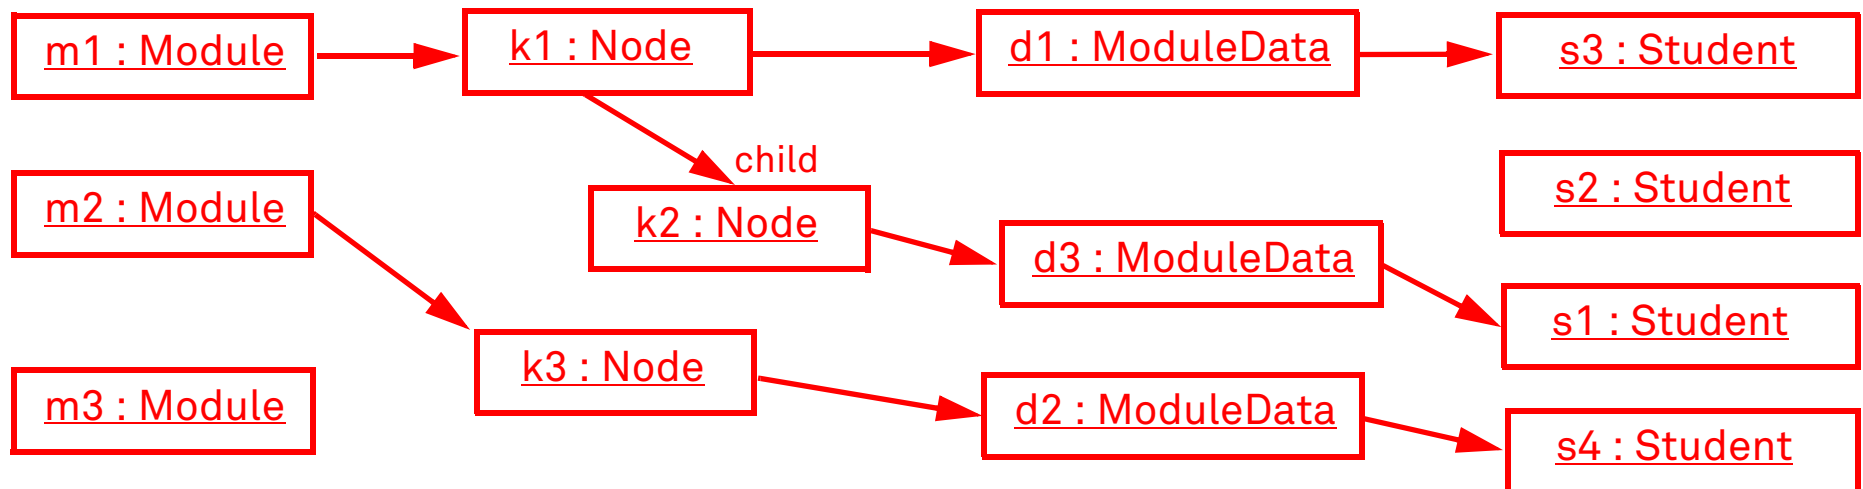 m1 : Module
k1 : Node
d1 : ModuleData
s3 : Student
child
m2 : Module
k2 : Node
s2 : Student
d3 : ModuleData
s1 : Student
k3 : Node
m3 : Module
d2 : ModuleData
s4 : Student